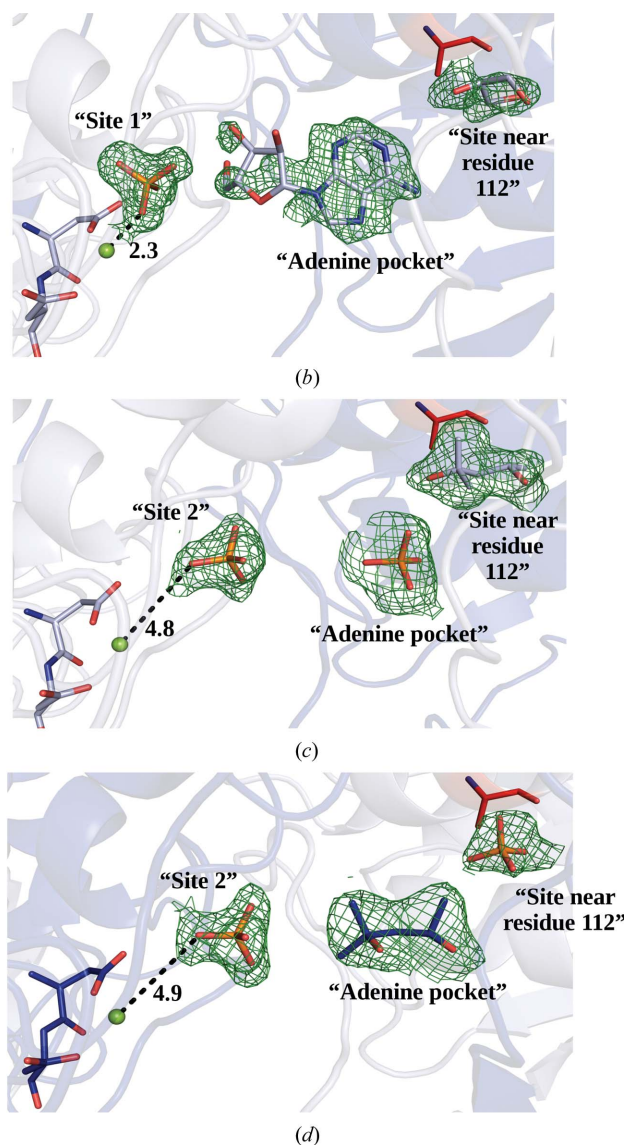 “Site 1”
“Site near
residue
112”
2.3
“Adenine pocket”
(b)
“Site 2”
“Site near
residue
112”
4.8
“Adenine pocket”
(c)
“Site 2”
“Site near
residue 112”
4.9
“Adenine pocket”
(d)